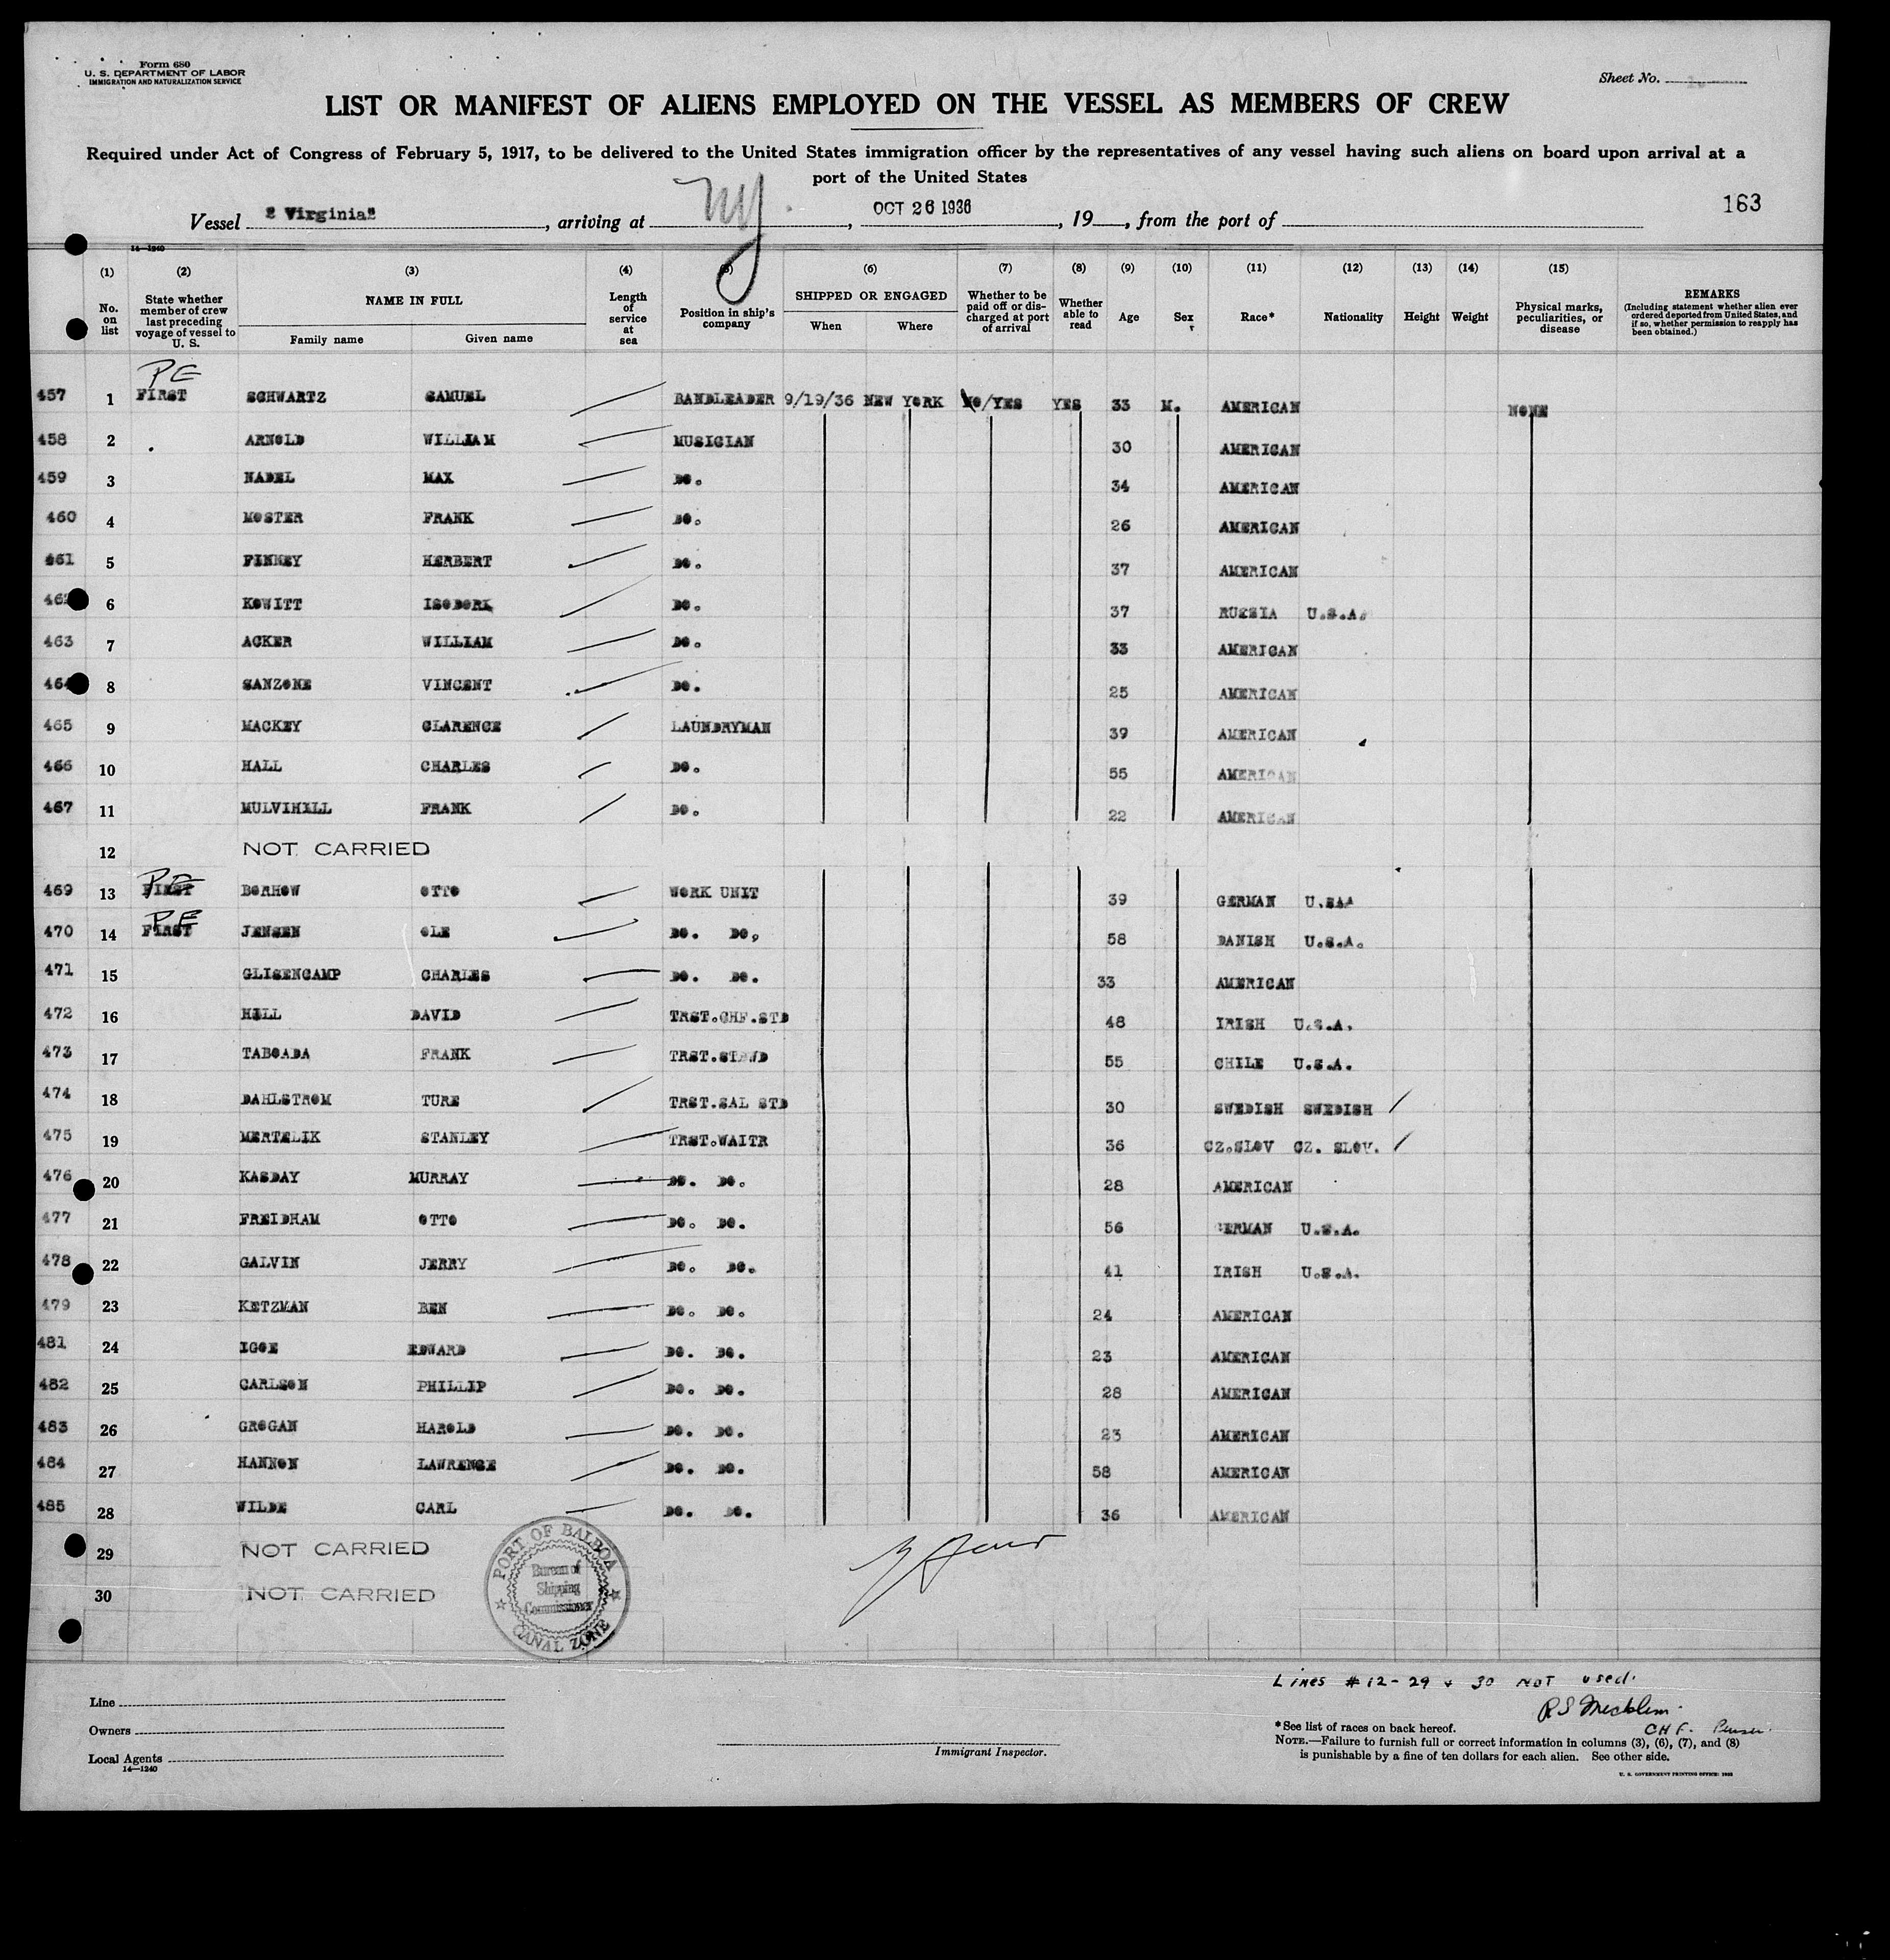 Form 680
U. S. DEPARTMENT OF LABOR
IMMIGRATION AND NATURALIZATION SERVICE
Sheet No.
LIST OR MANIFEST OF ALIENS EMPLOYED ON THE VESSEL AS MEMBERS OF CREW
Required under Act of Congress of February 5, 1917, to be delivered to the United States immigration officer by the representatives of any vessel having such aliens on board upon arrival at a
port of the United States
Vessel " Virginia" , arriving at NY. , OCT 26 1936 , 19 , from the port of
163
14—1240
(1) (2) (3) (4) (5) (6) (7) (8) (9) (10) (11) (12) (13) (14) (15)
No. on list
State whether member of crew last preceding voyage of vessel to U. S.
NAME IN FULL
Family name Given name
Length of service at sea
Position in ship's company
SHIPPED OR ENGAGED
When Where
Whether to be paid off or discharged at port of arrival
Whether able to read
Age
Sex
Race*
Nationality
Height
Weight
Physical marks, peculiarities, or disease
REMARKS
(Including statement whether alien ever ordered deported from United States, and if so, whether permission to reapply has been obtained.)
PE
457 1 FIRST SCHWARTZ SAMUEL BANDLEADER 9/19/36 NEW YORK NO/YES YES 33 M. AMERICAN NONE
458 2 ARNOLD WILLIAM MUSICIAN 30 AMERICAN
459 3 NADEL MAX DO. 34 AMERICAN
460 4 MOSTER FRANK DO. 26 AMERICAN
461 5 FINNEY HERBERT DO. 37 AMERICAN
6 KOWITT ISODORE DO. 37 RUSSIA U.S.A.
463 7 ACKER WILLIAM DO. 33 AMERICAN
464 8 SANZONE VINCENT DO. 25 AMERICAN
465 9 MACKEY CLARENCE LAUNDRYMAN 39 AMERICAN
466 10 HALL CHARLES DO. 55 AMERICAN
467 11 MULVIHILL FRANK DO. 22 AMERICAN
12 NOT CARRIED
PE
469 13 FIRST BORHOW OTTO WORK UNIT 39 GERMAN U.SAA
PE
470 14 FIRST JENSEN OLE DO. DO, 58 DANISH U.S.A.
471 15 GLISENCAMP CHARLES DO. DO. 33 AMERICAN
472 16 HILL DAVID TRST.CHF.STD 48 IRISH U.S.A.
473 17 TABOADA FRANK TRST.STEWD 55 CHILE U.S.A.
474 18 DAHLSTROM TURE TRST.SAL STD 30 SWEDISH SWEDISH
475 19 MERTELIK STANLEY TRST.WAITR 36 CZ.SLOV CZ. SLOV.
476 20 KASDAY MURRAY DO. DO. 28 AMERICAN
477 21 FREIDHAM OTTO DO. DO. 56 GERMAN U.S.A.
478 22 GALVIN JERRY DO. DO. 41 IRISH U.S.A.
479 23 KETZMAN BEN DO. DO. 24 AMERICAN
481 24 IGOE EDWARD DO. DO. 23 AMERICAN
482 25 CARLSON PHILLIP DO. DO. 28 AMERICAN
483 26 GROGAN HAROLD DO. DO. 23 AMERICAN
484 27 HANNON LAWRENCE DO. DO. 58 AMERICAN
485 28 WILDE CARL DO. DO. 36 AMERICAN
29 NOT CARRIED
30 NOT CARRIED
PORT OF BALBOA
Bureau of
Shipping
Commissioner
CANAL ZONE
Lines #12-29 & 30 NOT used.
CHF. Purser.
Line
Owners
Local Agents
14—1240
Immigrant Inspector.
*See list of races on back hereof.
NOTE.—Failure to furnish full or correct information in columns (3), (6), (7), and (8)
is punishable by a fine of ten dollars for each alien. See other side.
U. S. GOVERNMENT PRINTING OFFICE: